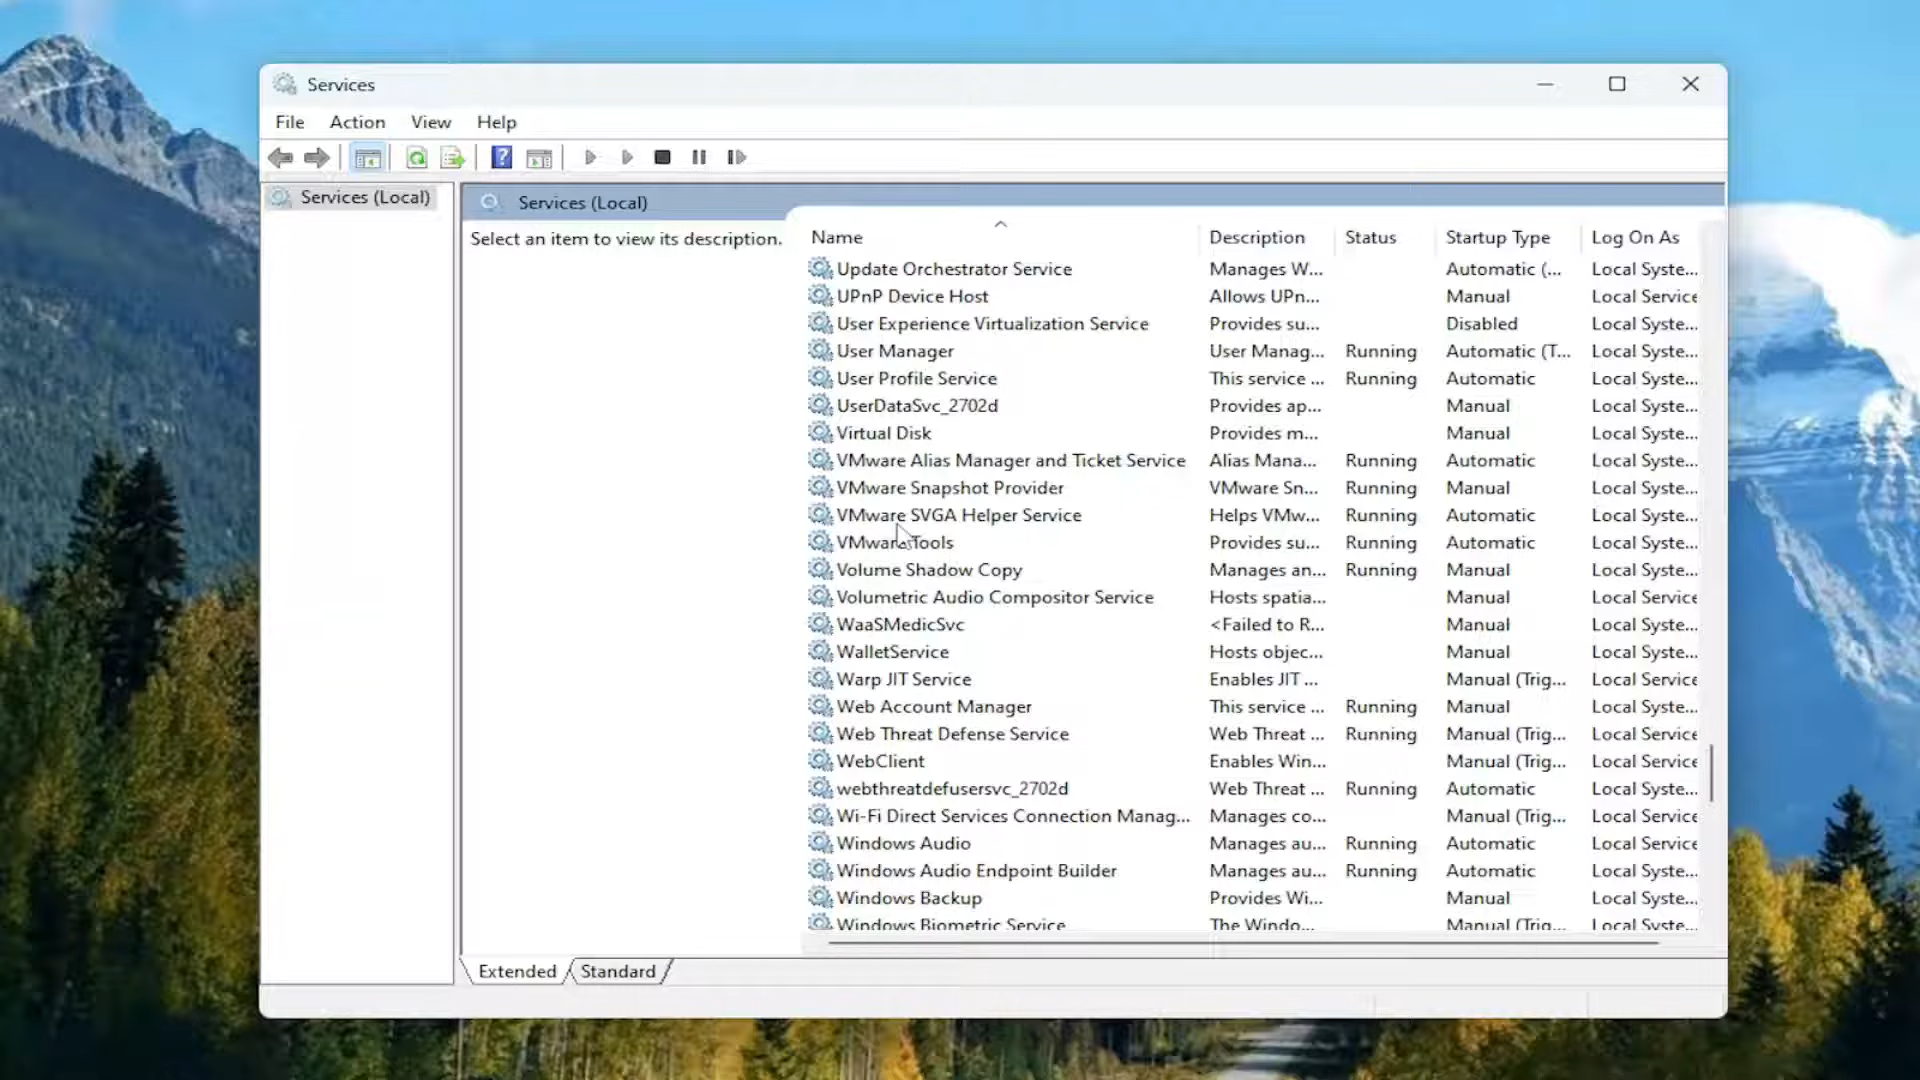 Services
File Action View Help
Services (Local)
Services (Local)
Select an item to view its description.
Name Description Status Startup Type Log On As
Update Orchestrator Service Manages W... Automatic (... Local Syste...
UPnP Device Host Allows UPn... Manual Local Service
User Experience Virtualization Service Provides su... Disabled Local Syste...
User Manager User Manag... Running Automatic (T... Local Syste...
User Profile Service This service ... Running Automatic Local Syste...
UserDataSvc_2702d Provides ap... Manual Local Syste...
Virtual Disk Provides m... Manual Local Syste...
VMware Alias Manager and Ticket Service Alias Mana... Running Automatic Local Syste...
VMware Snapshot Provider VMware Sn... Running Manual Local Syste...
VMware SVGA Helper Service Helps VMw... Running Automatic Local Syste...
VMware Tools Provides su... Running Automatic Local Syste...
Volume Shadow Copy Manages an... Running Manual Local Syste...
Volumetric Audio Compositor Service Hosts spatia... Manual Local Service
WaaSMedicSvc <Failed to R... Manual Local Syste...
WalletService Hosts objec... Manual Local Syste...
Warp JIT Service Enables JIT ... Manual (Trig... Local Service
Web Account Manager This service ... Running Manual Local Syste...
Web Threat Defense Service Web Threat ... Running Manual (Trig... Local Service
WebClient Enables Win... Manual (Trig... Local Service
webthreatdefusersvc_2702d Web Threat ... Running Automatic Local Syste...
Wi-Fi Direct Services Connection Manag... Manages co... Manual (Trig... Local Service
Windows Audio Manages au... Running Automatic Local Service
Windows Audio Endpoint Builder Manages au... Running Automatic Local Syste...
Windows Backup Provides Wi... Manual Local Syste...
Windows Biometric Service The Windo... Manual (Trig... Local Syste...
Extended Standard